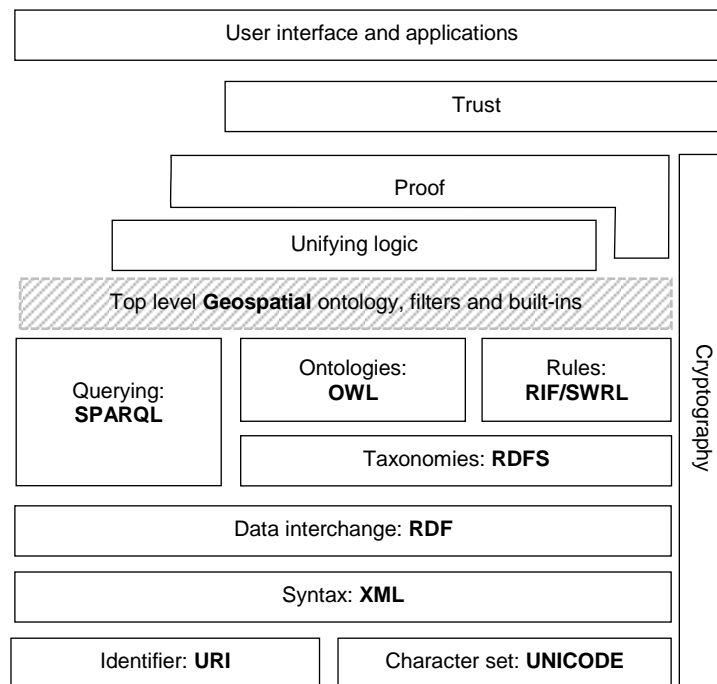 User interface and applications
Trust
Proof
Unifying logic
Top level Geospatial ontology, filters and built-ins
Querying:
SPARQL
Ontologies:
OWL
Rules:
RIF/SWRL
Cryptography
Taxonomies: RDFS
Data interchange: RDF
Syntax: XML
Identifier: URI
Character set: UNICODE